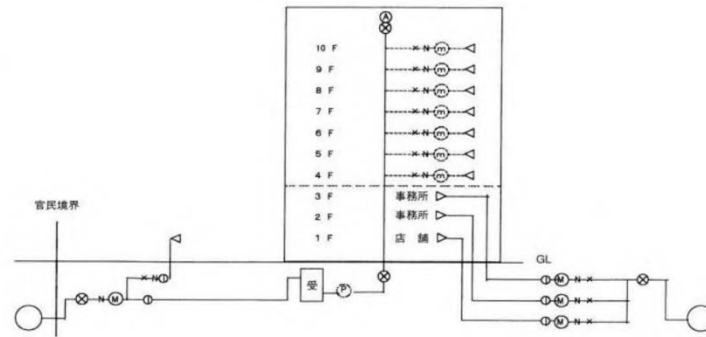 A
10 F × N m
9 F × N m
8 F × N m
7 F × N m
6 F × N m
5 F × N m
4 F × N m
3 F 事務所
2 F 事務所
1 F 店 舗
官民境界
GL
× N
N M
受
P
M N ×
M N ×
M N ×